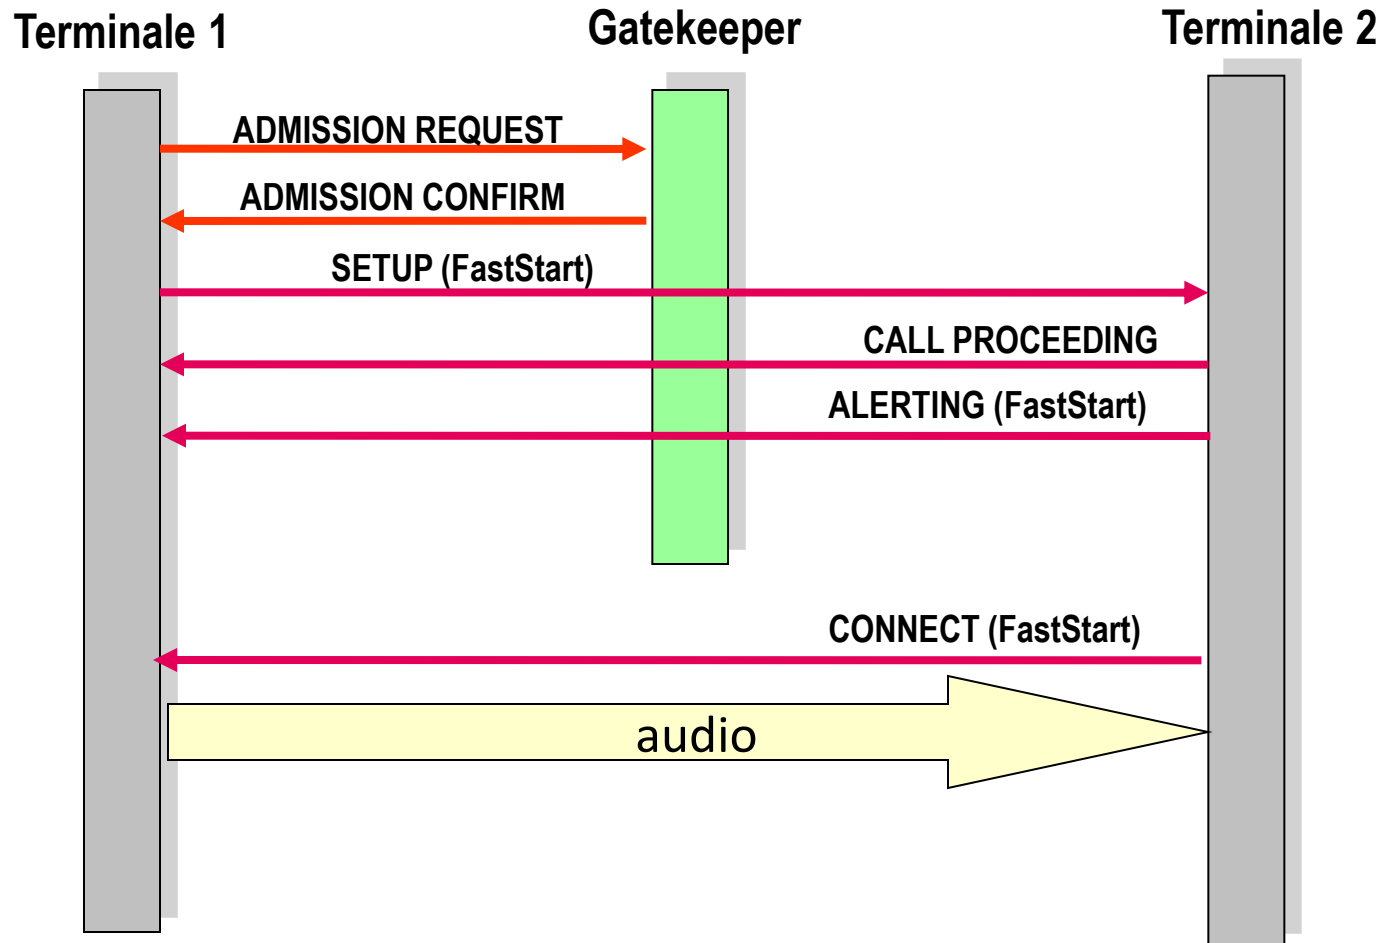 Terminale 1
Gatekeeper
Terminale 2
ADMISSION REQUEST
ADMISSION CONFIRM
SETUP (FastStart)
CALL PROCEEDING
ALERTING (FastStart)
CONNECT (FastStart)
audio